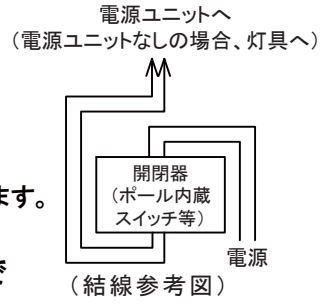 電源ユニットへ
（電源ユニットなしの場合、灯具へ）
開閉器
（ポール内蔵
スイッチ等）
ます。
電源
（結線参考図）